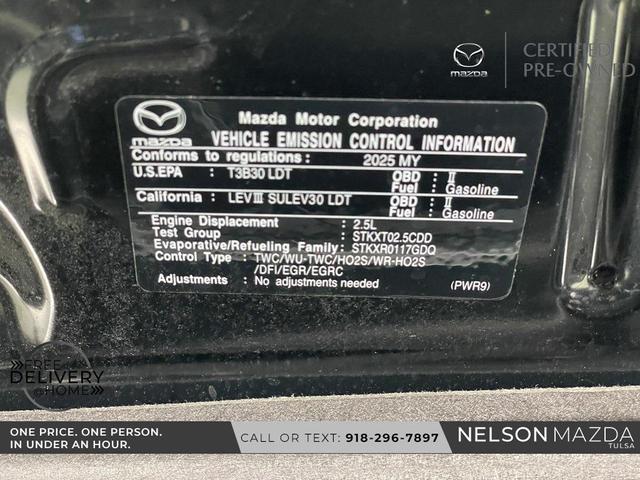 CERTIFIED
PRE-OWNED
mazda
mazda
Mazda Motor Corporation
VEHICLE EMISSION CONTROL INFORMATION
Conforms to regulations : 2025 MY
U.S.EPA : T3B30 LDT OBD : II
Fuel : Gasoline
California : LEVIII SULEV30 LDT OBD : II
Fuel : Gasoline
Engine Displacement : 2.5L
Test Group : STKXT02.5CDD
Evaporative/Refueling Family : STKXR0117GDQ
Control Type : TWC/WU-TWC/HO2S/WR-HO2S
/DFI/EGR/EGRC
Adjustments : No adjustments needed (PWR9)
FREE
DELIVERY
HOME
ONE PRICE. ONE PERSON.
IN UNDER AN HOUR.
CALL OR TEXT: 918-296-7897
NELSON MAZDA
TULSA